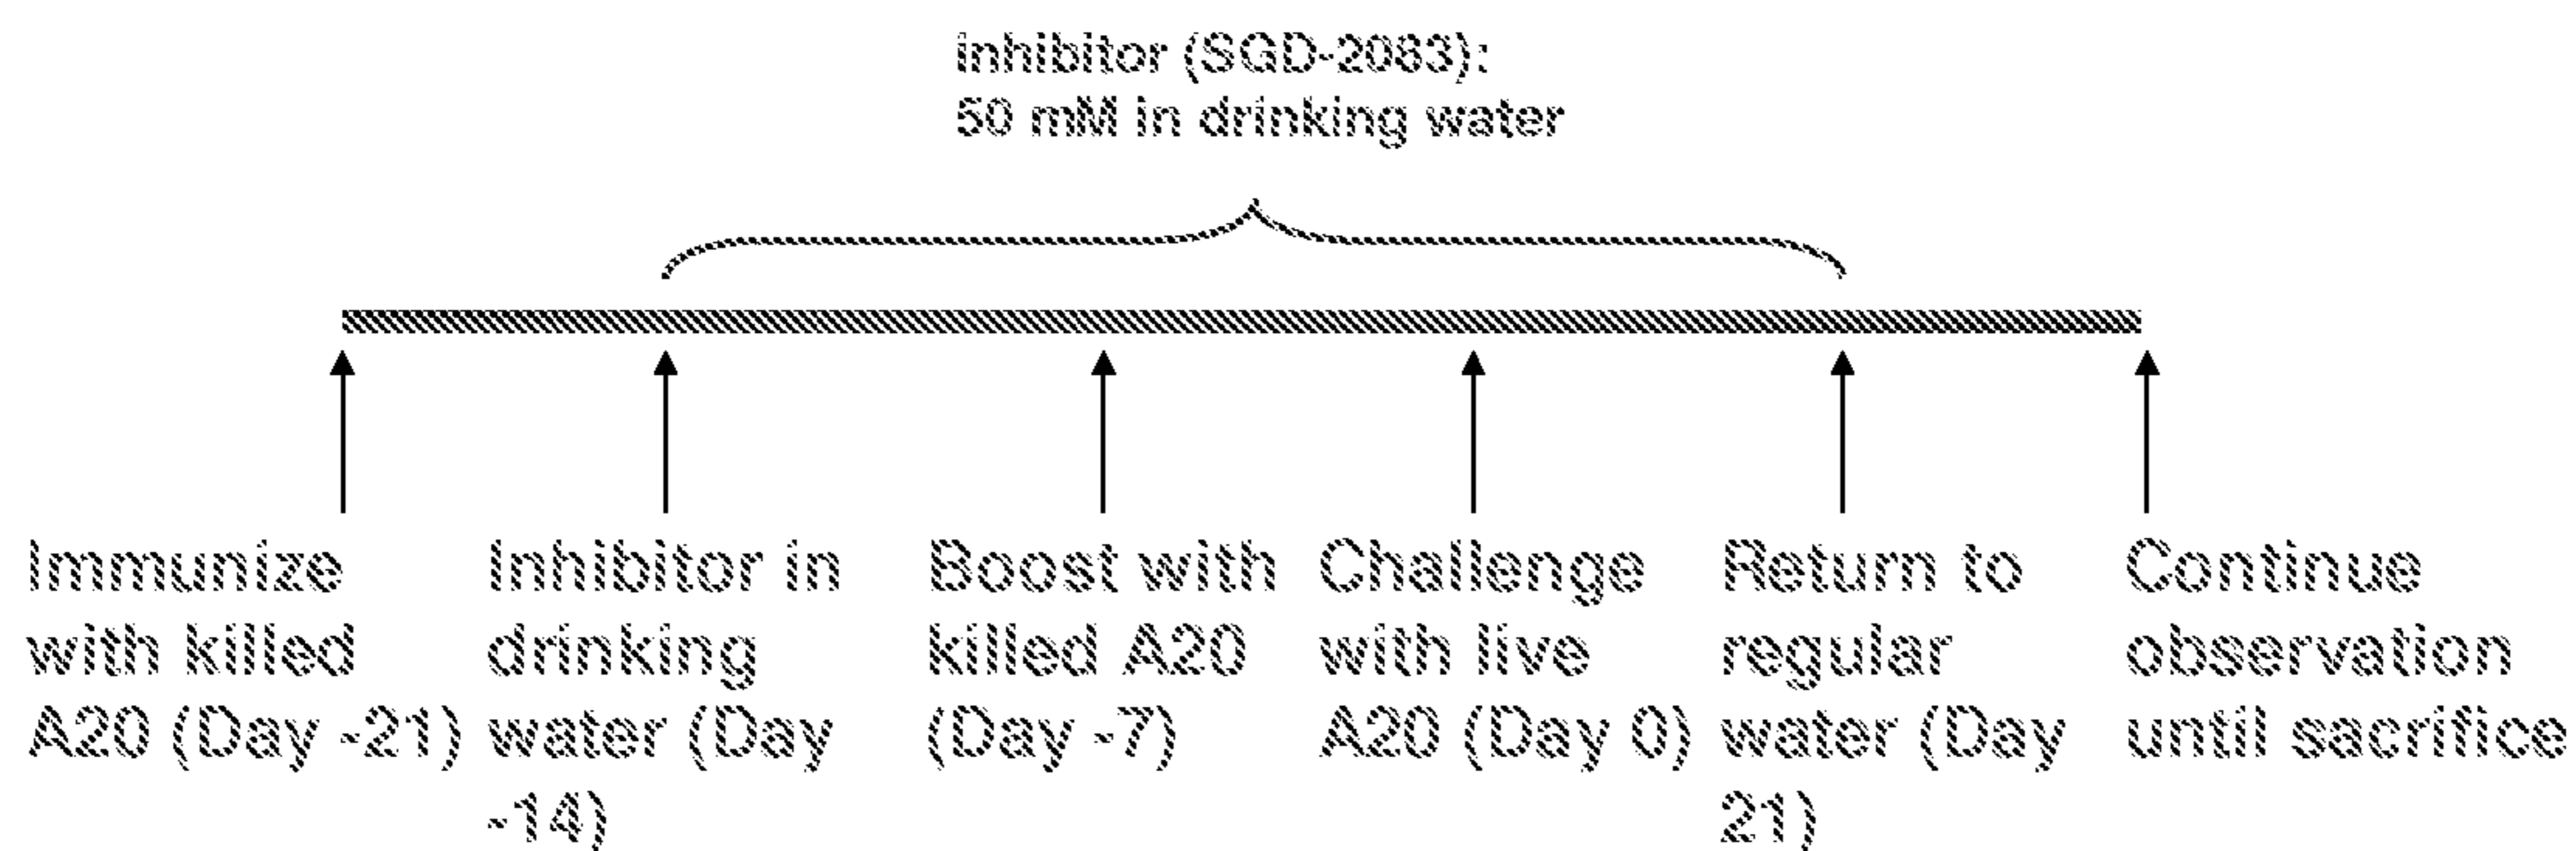 inhibitor (SGD-2083):
50 mM in drinking water
Immunize
with killed
A20 (Day -21)
Inhibitor in
drinking
water (Day
-14)
Boost with
killed A20
(Day -7)
Challenge
with live
A20 (Day 0)
Return to
regular
water (Day
21)
Continue
observation
until sacrifice